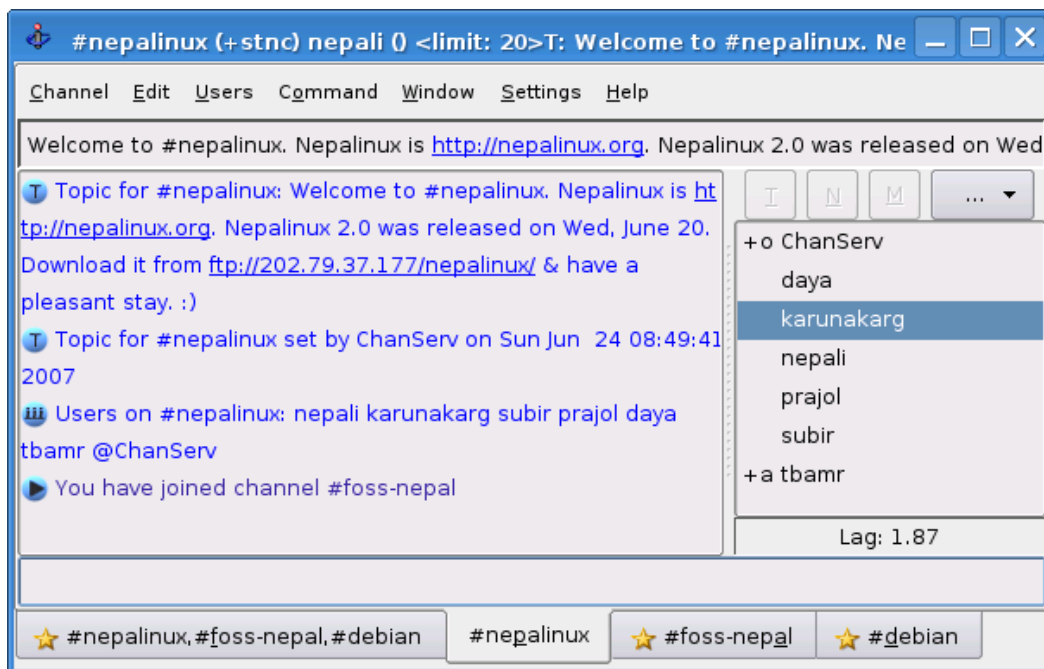 #nepalinux (+stnc) nepali () <limit: 20>T: Welcome to #nepalinux. Ne
Channel Edit Users Command Window Settings Help
Welcome to #nepalinux. Nepalinux is http://nepalinux.org. Nepalinux 2.0 was released on Wed
Topic for #nepalinux: Welcome to #nepalinux. Nepalinux is ht
tp://nepalinux.org. Nepalinux 2.0 was released on Wed, June 20.
Download it from ftp://202.79.37.177/nepalinux/ & have a
pleasant stay. :)
Topic for #nepalinux set by ChanServ on Sun Jun 24 08:49:41
2007
Users on #nepalinux: nepali karunakarg subir prajol daya
tbamr @ChanServ
You have joined channel #foss-nepal
T N M ...
+o ChanServ
daya
karunakarg
nepali
prajol
subir
+a tbamr
Lag: 1.87
#nepalinux,#foss-nepal,#debian #nepalinux #foss-nepal #debian